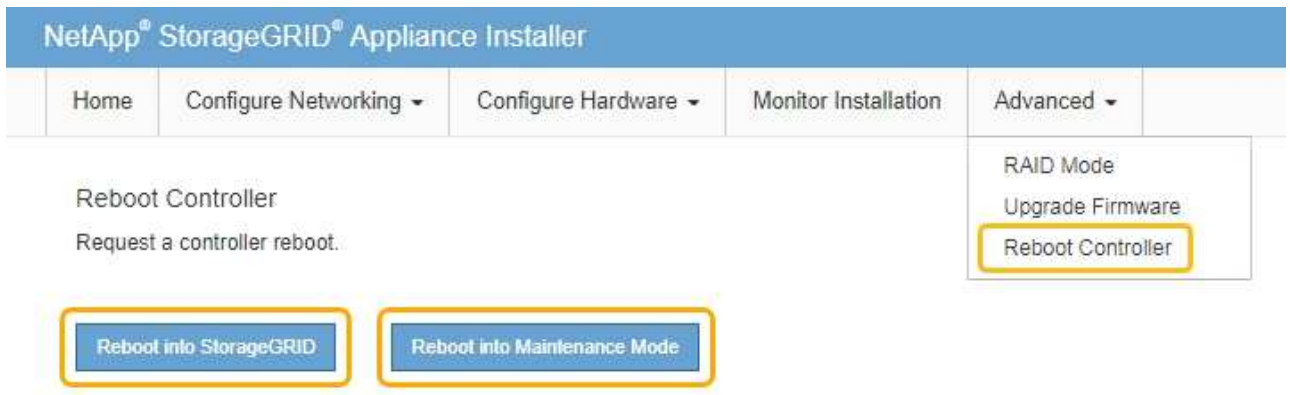 NetApp® StorageGRID® Appliance Installer
Home Configure Networking Configure Hardware Monitor Installation Advanced
RAID Mode
Upgrade Firmware
Reboot Controller
Reboot Controller
Request a controller reboot.
Reboot into StorageGRID Reboot into Maintenance Mode